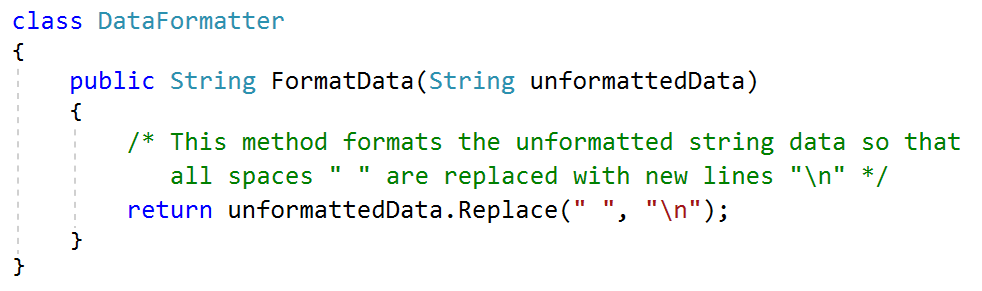 class DataFormatter
{
    public String FormatData(String unformattedData)
    {
        /* This method formats the unformatted string data so that
           all spaces " " are replaced with new lines "\n" */
        return unformattedData.Replace(" ", "\n");
    }
}